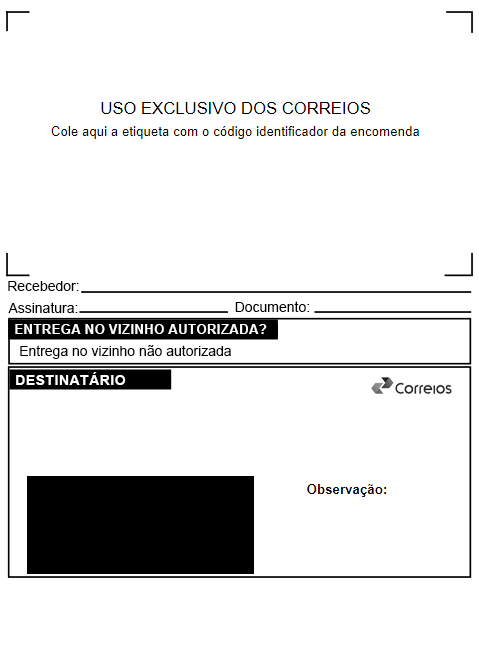 USO EXCLUSIVO DOS CORREIOS
Cole aqui a etiqueta com o código identificador da encomenda
Recebedor:
Assinatura: Documento:
ENTREGA NO VIZINHO AUTORIZADA?
Entrega no vizinho não autorizada
DESTINATÁRIO
Correios
Observação: